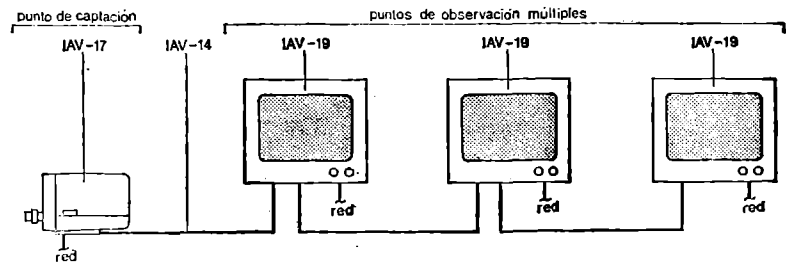 punto de captación
puntos de observación múltiples
IAV-17
IAV-14
IAV-19
IAV-19
IAV-19
red
red
red
red